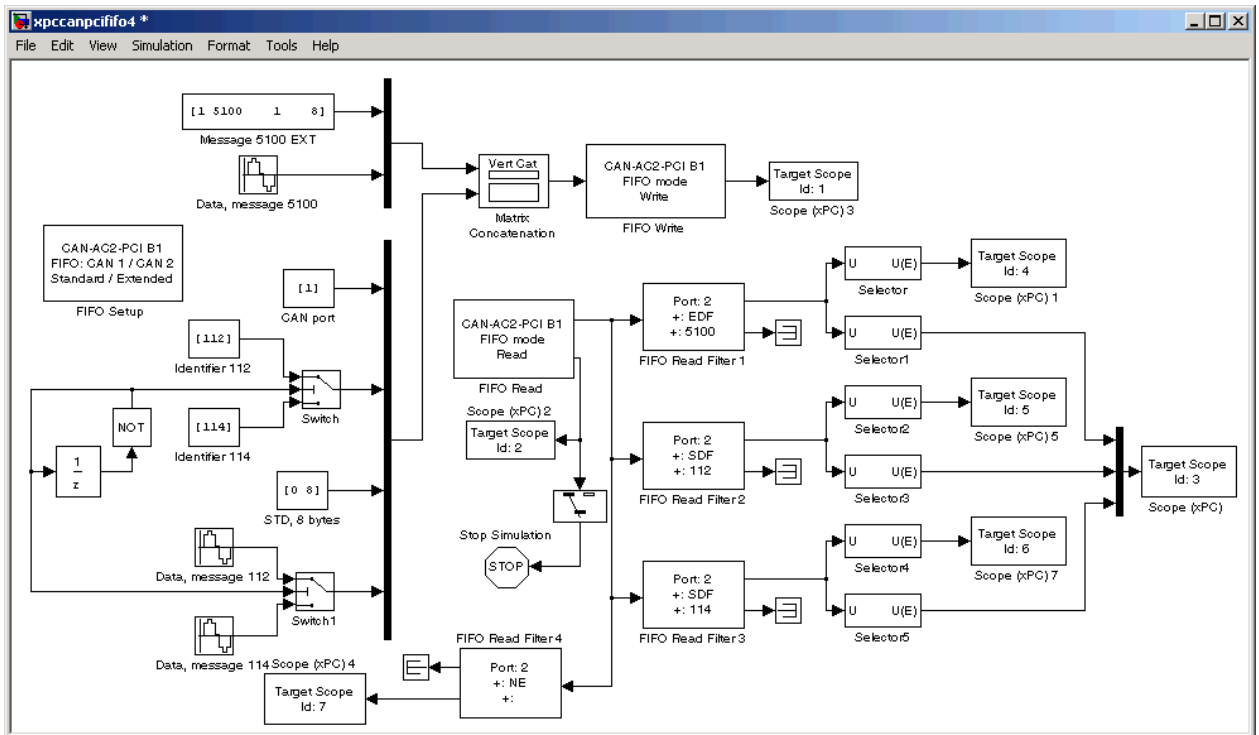 xpccanpcififo4 *
File Edit View Simulation Format Tools Help
[1 5100 1 8]
Message 5100 EXT
Data, message 5100
Vert Cat
Matrix
Concatenation
CAN-AC2-PCI B1
FIFO mode
Write
FIFO Write
Target Scope
Id: 1
Scope (xPC) 3
CAN-AC2-PCI B1
FIFO: CAN 1 / CAN 2
Standard / Extended
FIFO Setup
[1]
CAN port
[112]
Identifier 112
Switch
NOT
[114]
Identifier 114
1
z
[0 8]
STD, 8 bytes
Data, message 112
Switch1
Data, message 114
CAN-AC2-PCI B1
FIFO mode
Read
FIFO Read
Scope (xPC) 2
Target Scope
Id: 2
Stop Simulation
STOP
Port: 2
+: EDF
+: 5100
FIFO Read Filter1
U U(E)
Selector
Target Scope
Id: 4
Scope (xPC) 1
U U(E)
Selector1
Port: 2
+: SDF
+: 112
FIFO Read Filter2
U U(E)
Selector2
Target Scope
Id: 5
Scope (xPC) 5
U U(E)
Selector3
Target Scope
Id: 3
Scope (xPC)
Port: 2
+: SDF
+: 114
FIFO Read Filter3
U U(E)
Selector4
Target Scope
Id: 6
Scope (xPC) 7
U U(E)
Selector5
FIFO Read Filter4
Port: 2
+: NE
+:
Scope (xPC) 4
Target Scope
Id: 7